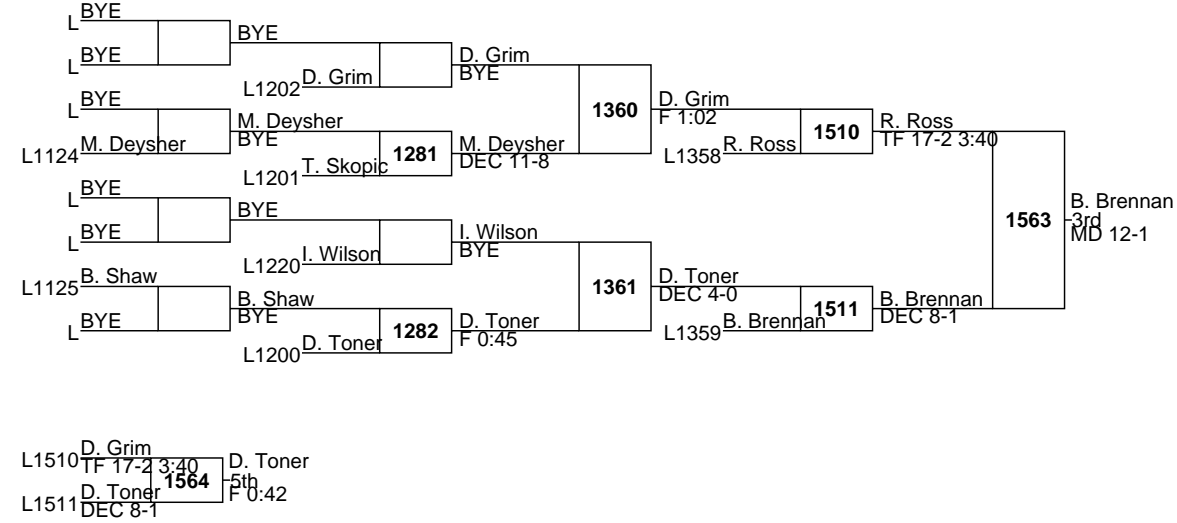 BYE
L
BYE
BYE
L
D. Grim
BYE
D. Grim
L1202
BYE
L
1360
D. Grim
F 1:02
M. Deysher
BYE
1510
R. Ross
TF 17-2 3:40
M. Deysher
L1124
1281
M. Deysher
DEC 11-8
R. Ross
L1358
T. Skopic
L1201
BYE
L
BYE
1563
B. Brennan
3rd
MD 12-1
BYE
L
I. Wilson
BYE
I. Wilson
L1220
B. Shaw
L1125
1361
D. Toner
DEC 4-0
B. Shaw
BYE
1511
B. Brennan
DEC 8-1
BYE
L
1282
D. Toner
F 0:45
B. Brennan
L1359
D. Toner
L1200
D. Grim
L1510
TF 17-2 3:40
1564
D. Toner
5th
F 0:42
D. Toner
L1511
DEC 8-1